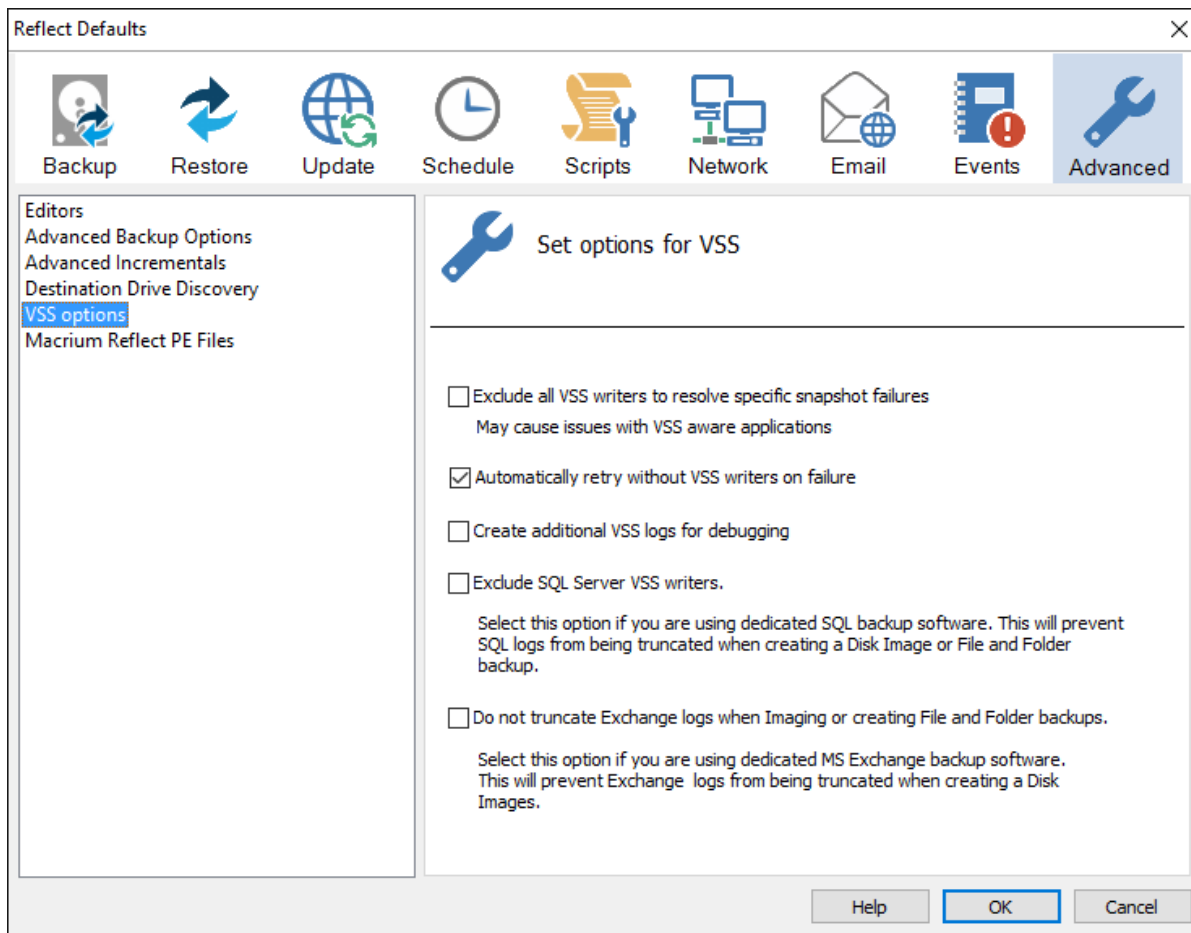 Reflect Defaults
Backup
Restore
Update
Schedule
Scripts
Network
Email
Events
Advanced
Editors
Advanced Backup Options
Advanced Incrementals
Destination Drive Discovery
VSS options
Macrium Reflect PE Files
Set options for VSS
Exclude all VSS writers to resolve specific snapshot failures
May cause issues with VSS aware applications
Automatically retry without VSS writers on failure
Create additional VSS logs for debugging
Exclude SQL Server VSS writers.
Select this option if you are using dedicated SQL backup software. This will prevent
SQL logs from being truncated when creating a Disk Image or File and Folder
backup.
Do not truncate Exchange logs when Imaging or creating File and Folder backups.
Select this option if you are using dedicated MS Exchange backup software.
This will prevent Exchange  logs from being truncated when creating a Disk
Images.
Help
OK
Cancel